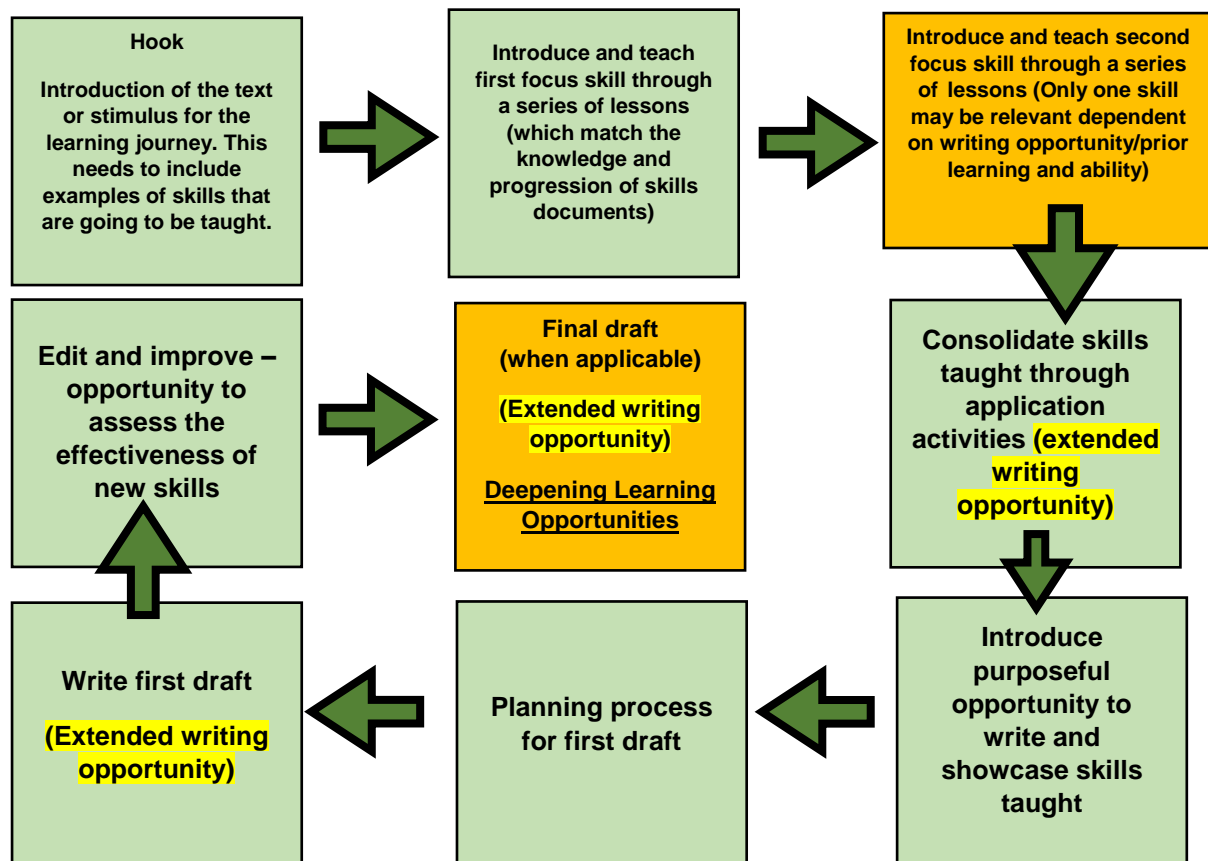 Hook
Introduction of the text
or stimulus for the
learning journey. This
needs to include
examples of skills that
are going to be taught.
Introduce and teach
first focus skill through
a series of lessons
(which match the
knowledge and
progression of skills
documents)
Introduce and teach second
focus skill through a series
of lessons (Only one skill
may be relevant dependent
on writing opportunity/prior
learning and ability)
Consolidate skills
taught through
application
activities (extended
writing
opportunity)
Introduce
purposeful
opportunity to
write and
showcase skills
taught
Planning process
for first draft
Write first draft
(Extended writing
opportunity)
Edit and improve –
opportunity to
assess the
effectiveness of
new skills
Final draft
(when applicable)
(Extended writing
opportunity)
Deepening Learning
Opportunities